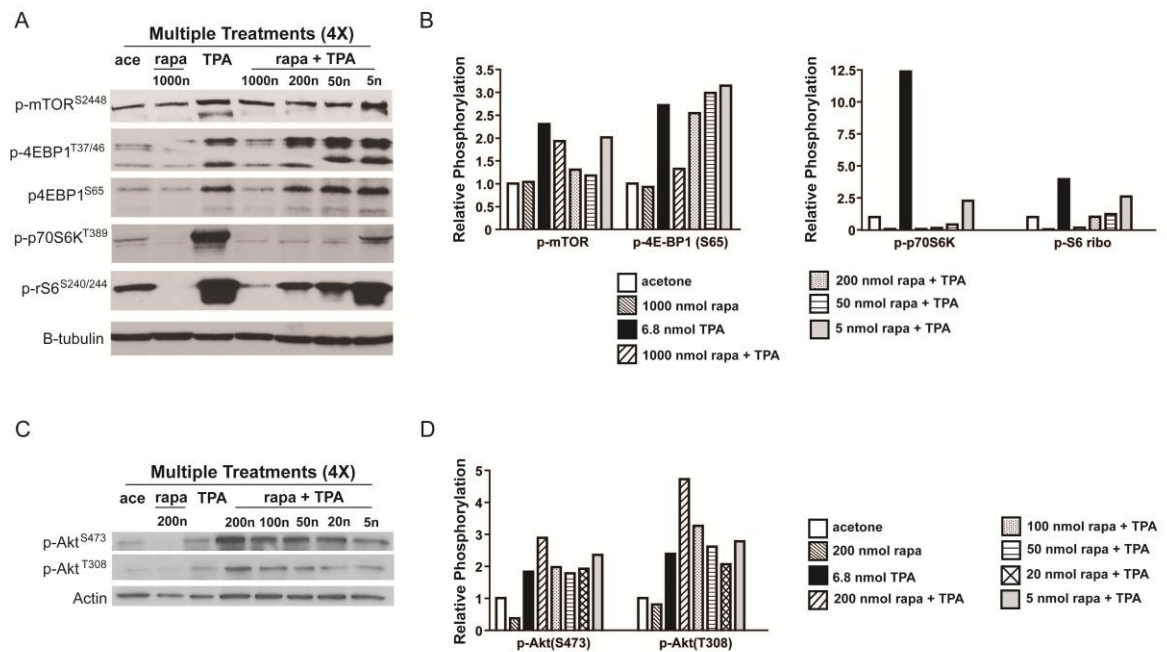 A
Multiple Treatments (4X)
ace rapa TPA rapa + TPA
1000n 1000n 200n 50n 5n
p-mTOR^S2448
p-4EBP1^T37/46
p4EBP1^S65
p-p70S6K^T389
p-rS6^S240/244
B-tubulin
B
Relative Phosphorylation
3.5
3.0
2.5
2.0
1.5
1.0
0.5
0.0
p-mTOR p-4E-BP1 (S65)
Relative Phosphorylation
12.5
10.0
7.5
5.0
2.5
0.0
p-p70S6K p-S6 ribo
acetone
1000 nmol rapa
6.8 nmol TPA
1000 nmol rapa + TPA
200 nmol rapa + TPA
50 nmol rapa + TPA
5 nmol rapa + TPA
C
Multiple Treatments (4X)
ace rapa TPA rapa + TPA
200n 200n 100n 50n 20n 5n
p-Akt^S473
p-Akt^T308
Actin
D
Relative Phosphorylation
5
4
3
2
1
0
p-Akt(S473) p-Akt(T308)
acetone
200 nmol rapa
6.8 nmol TPA
200 nmol rapa + TPA
100 nmol rapa + TPA
50 nmol rapa + TPA
20 nmol rapa + TPA
5 nmol rapa + TPA